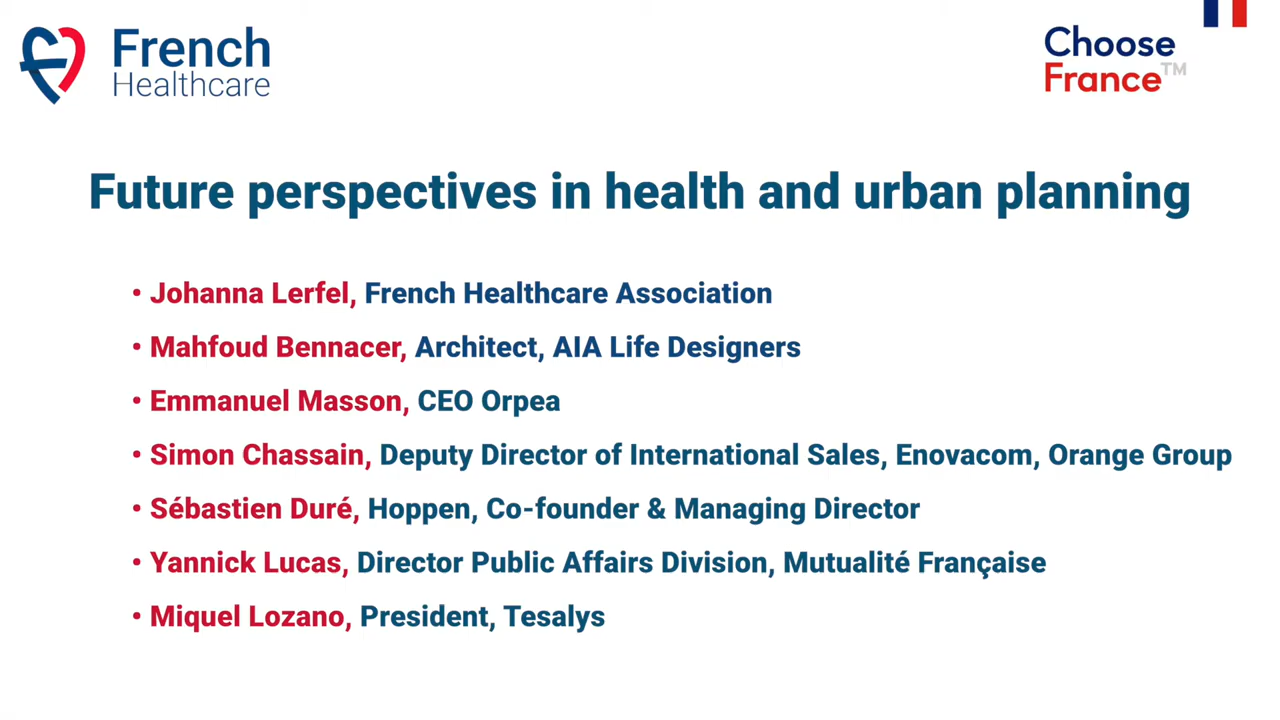 French
Healthcare
Choose
France™
Future perspectives in health and urban planning
• Johanna Lerfel, French Healthcare Association
• Mahfoud Bennacer, Architect, AIA Life Designers
• Emmanuel Masson, CEO Orpea
• Simon Chassain, Deputy Director of International Sales, Enovacom, Orange Group
• Sébastien Duré, Hoppen, Co-founder & Managing Director
• Yannick Lucas, Director Public Affairs Division, Mutualité Française
• Miquel Lozano, President, Tesalys